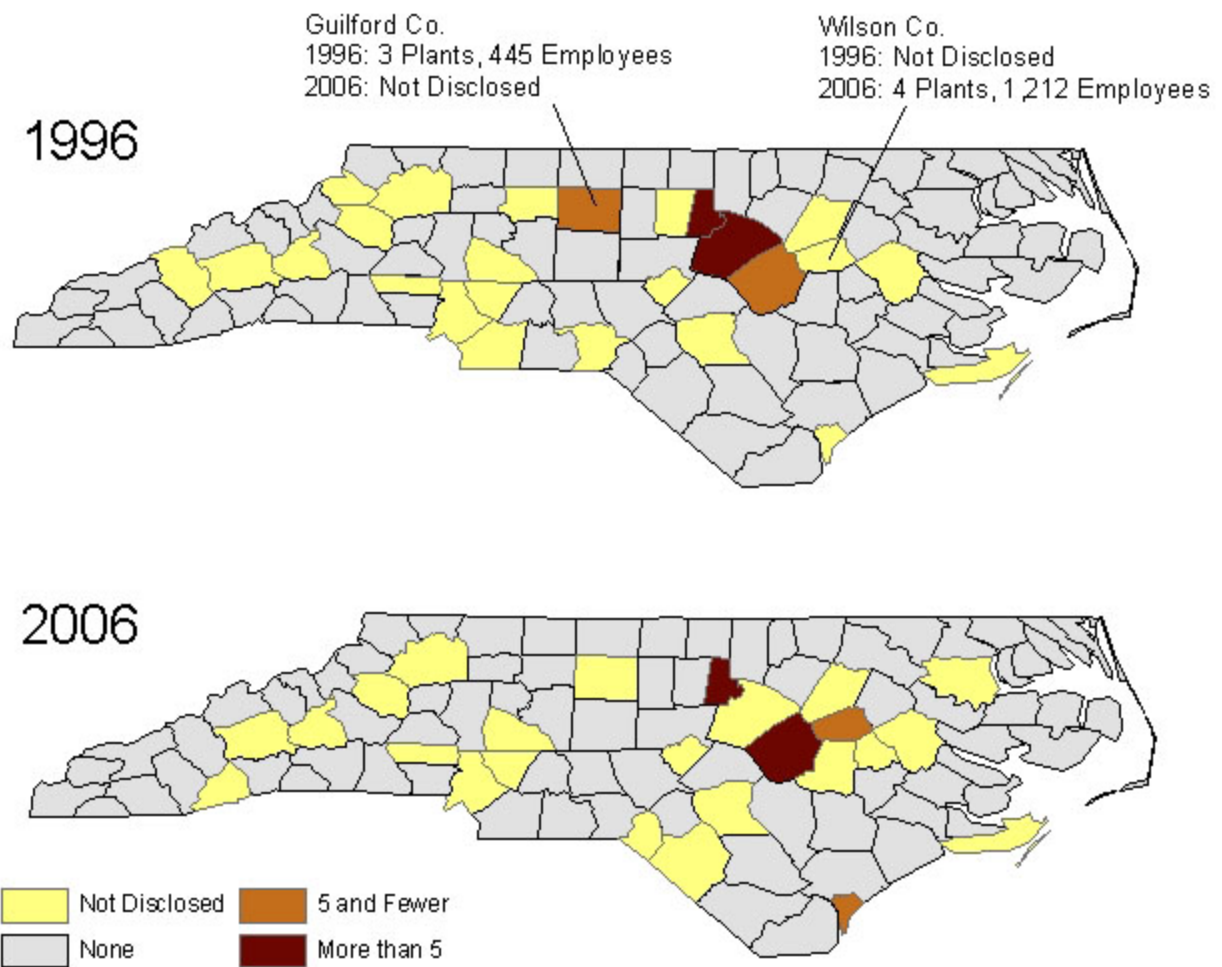 Guilford Co.
1996: 3 Plants, 445 Employees
2006: Not Disclosed
Wilson Co.
1996: Not Disclosed
2006: 4 Plants, 1,212 Employees
1996
2006
Not Disclosed
5 and Fewer
None
More than 5